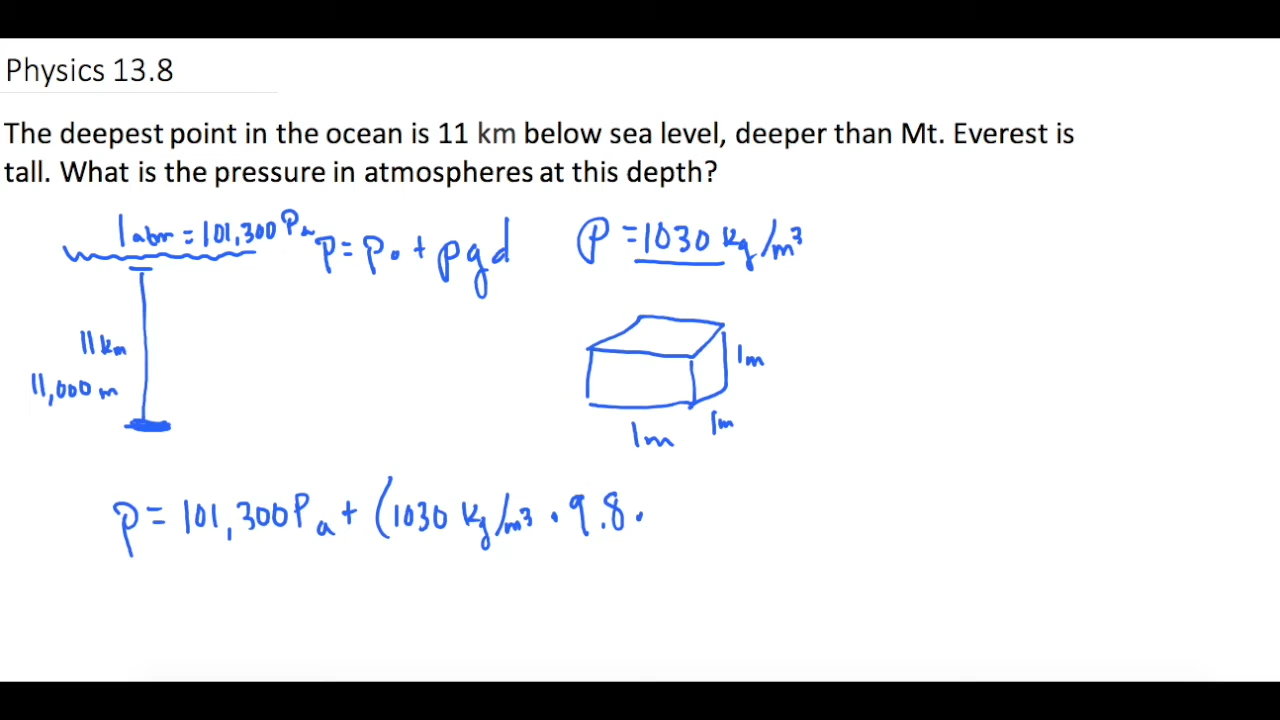 Physics 13.8
The deepest point in the ocean is 11 km below sea level, deeper than Mt. Everest is
tall. What is the pressure in atmospheres at this depth?
1 atm = 101,300 Pa
p = p₀ + ρgd
ρ = 1030 kg/m³
11 km
11,000 m
1m
1m
1m
p = 101,300 Pa + (1030 kg/m³ · 9.8 ·